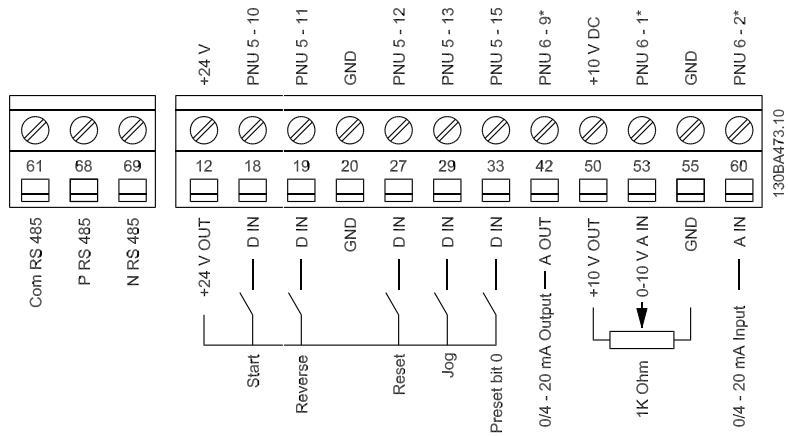 +24 V
PNU 5 - 10
PNU 5 - 11
GND
PNU 5 - 12
PNU 5 - 13
PNU 5 - 15
PNU 6 - 9*
+10 V DC
PNU 6 - 1*
GND
PNU 6 - 2*
61 68 69
12 18 19 20 27 29 33 42 50 53 55 60
130BA473.10
Com RS 485
P RS 485
N RS 485
+24 V OUT
D IN
D IN
GND
D IN
D IN
D IN
0/4 - 20 mA Output — A OUT
+10 V OUT
0-10 V A IN
GND
0/4 - 20 mA Input — A IN
Start
Reverse
Reset
Jog
Preset bit 0
1K Ohm